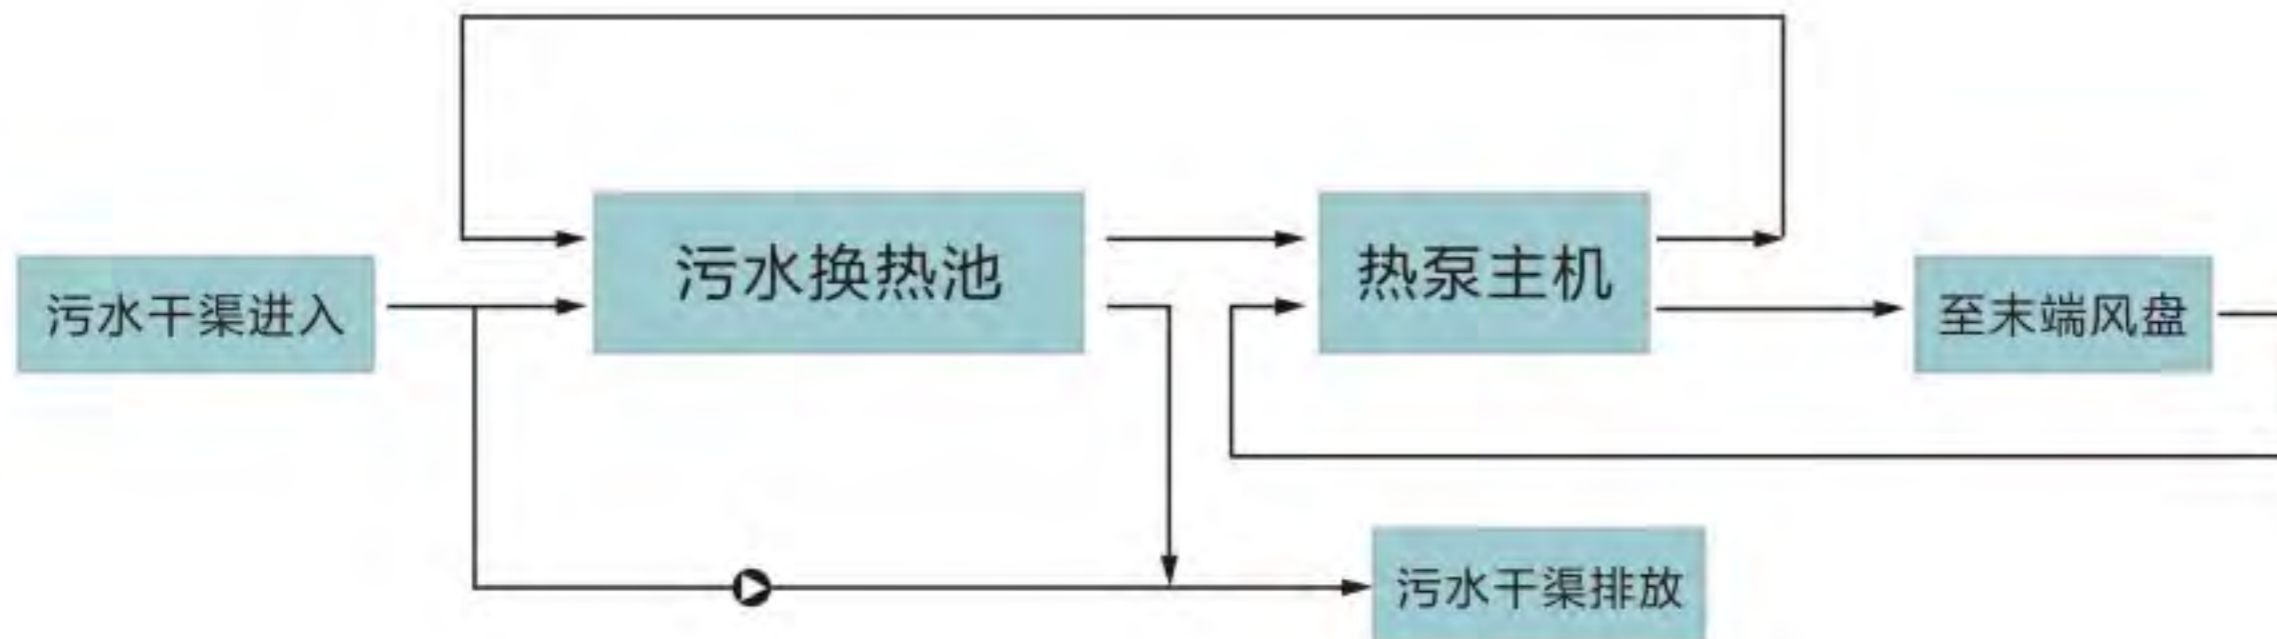 污水换热池
热泵主机
污水干渠进入
至末端风盘
污水干渠排放